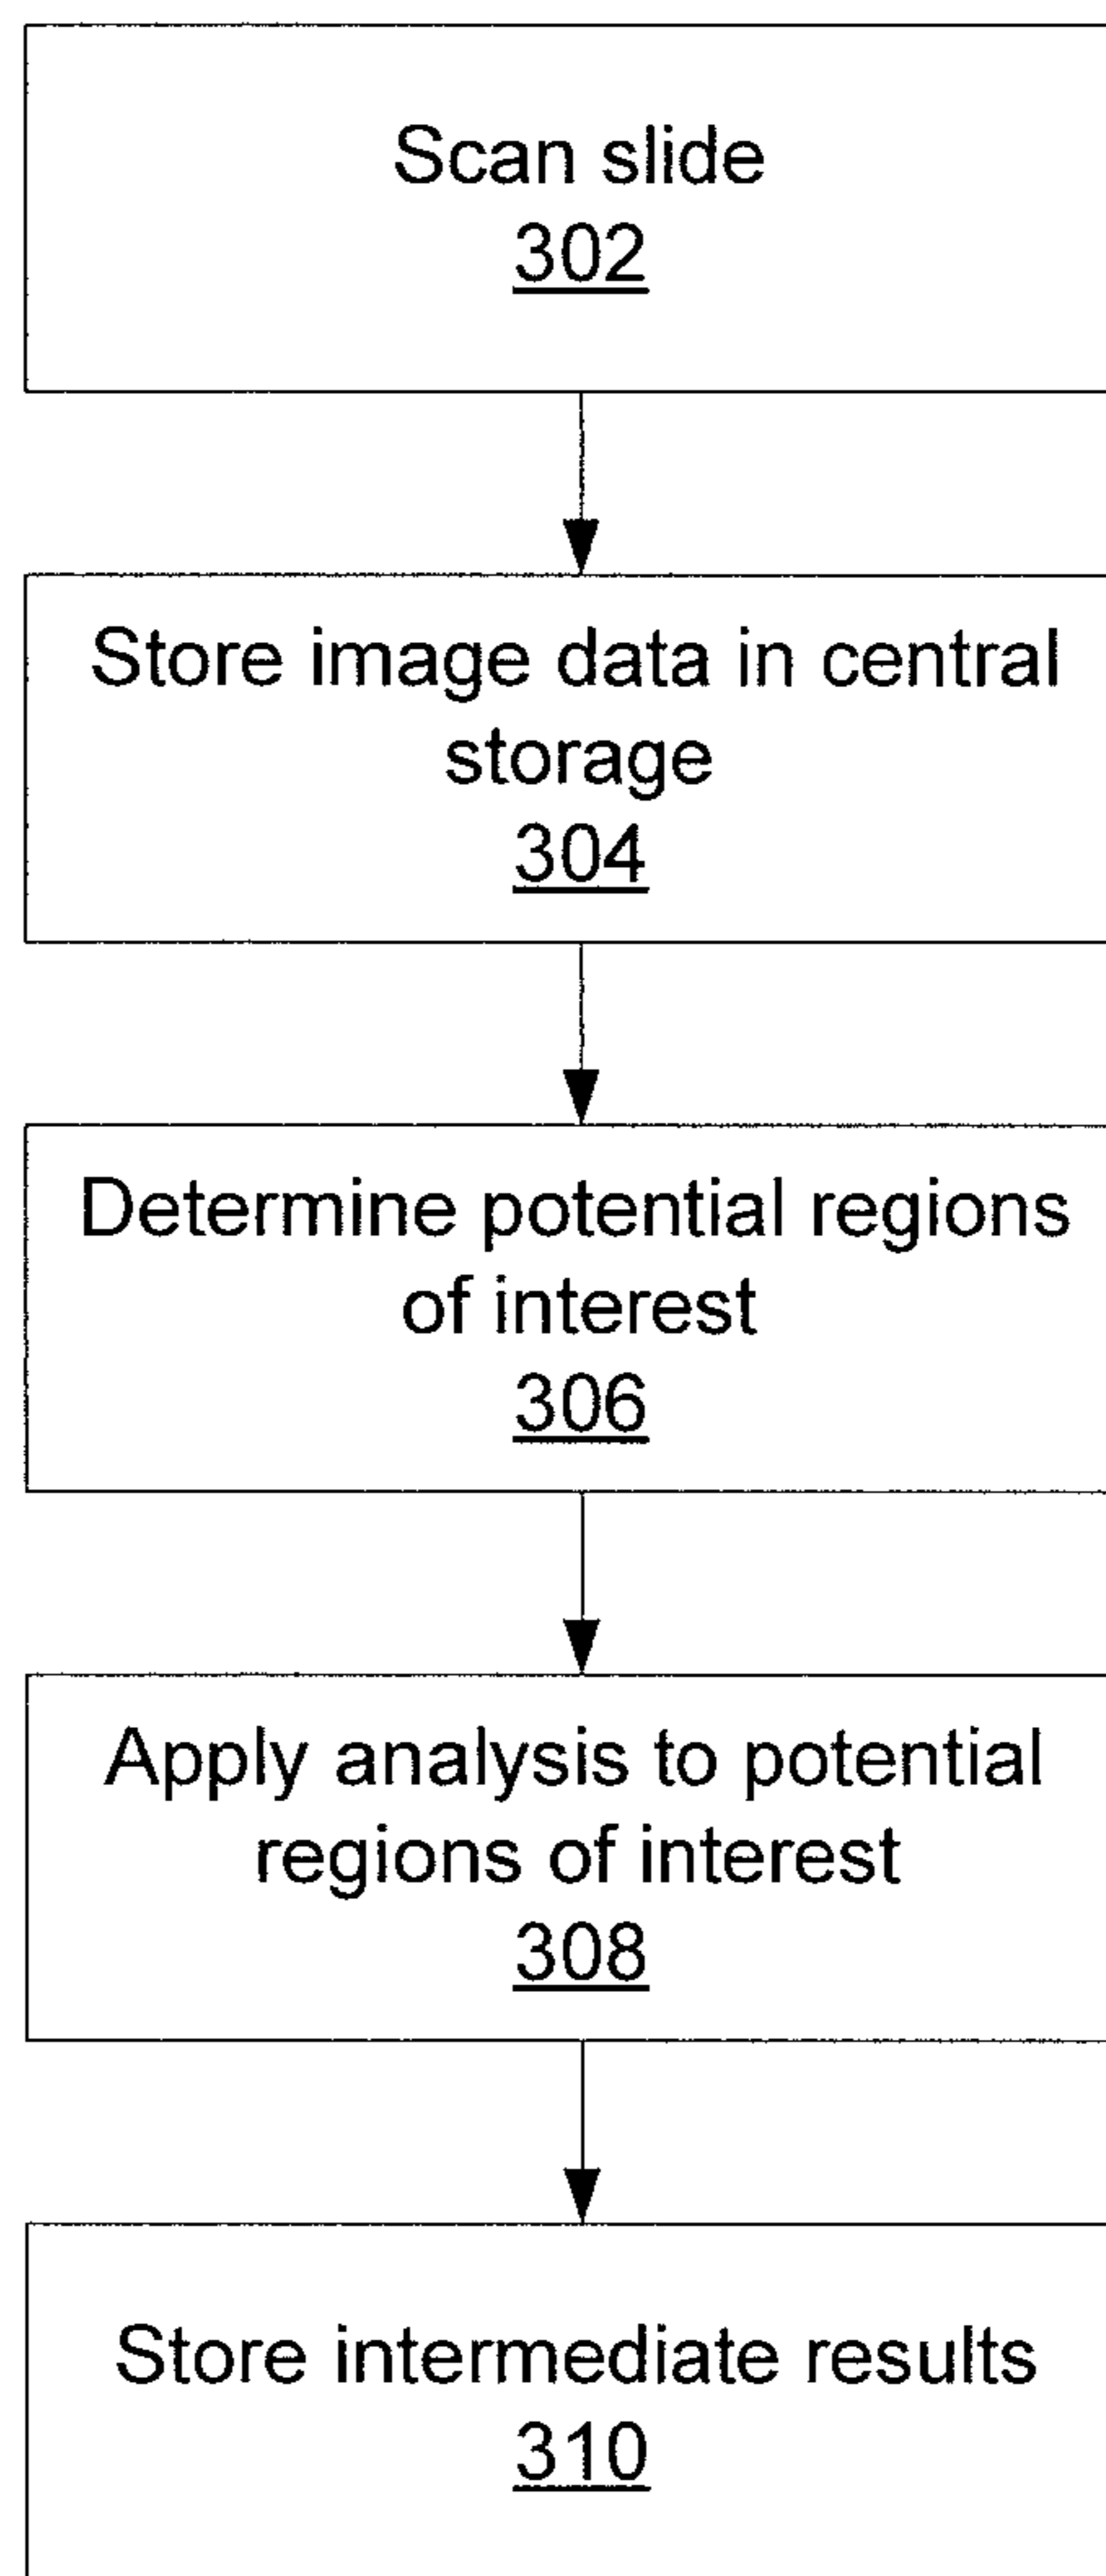 Scan slide
302
Store image data in central
storage
304
Determine potential regions
of interest
306
Apply analysis to potential
regions of interest
308
Store intermediate results
310